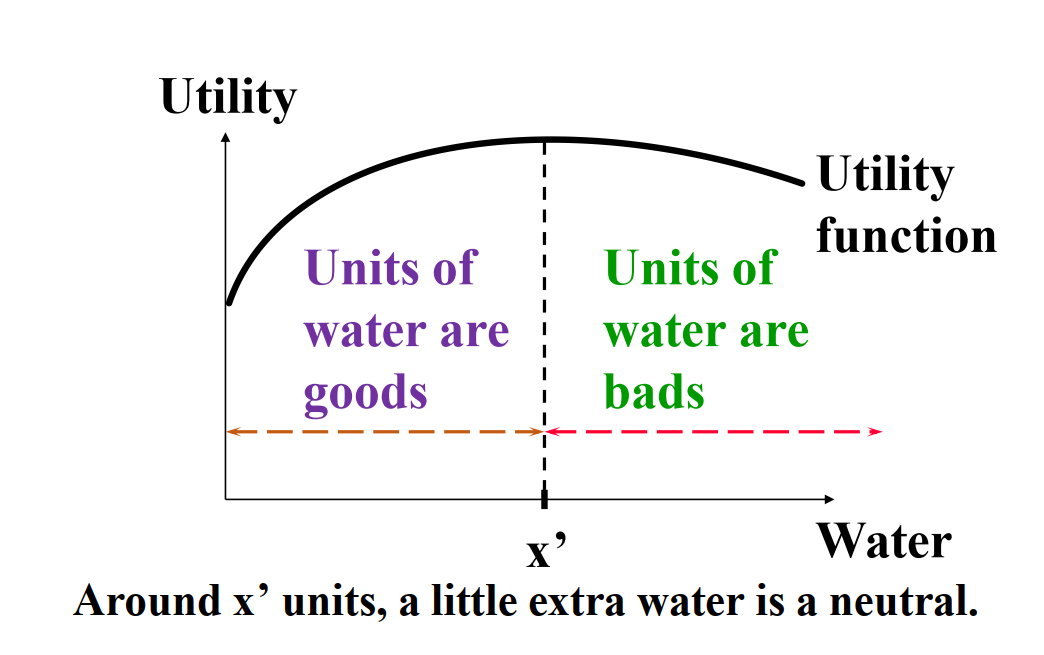 Utility
Utility
function
Units of
water are
goods
Units of
water are
bads
x’
Water
Around x’ units, a little extra water is a neutral.